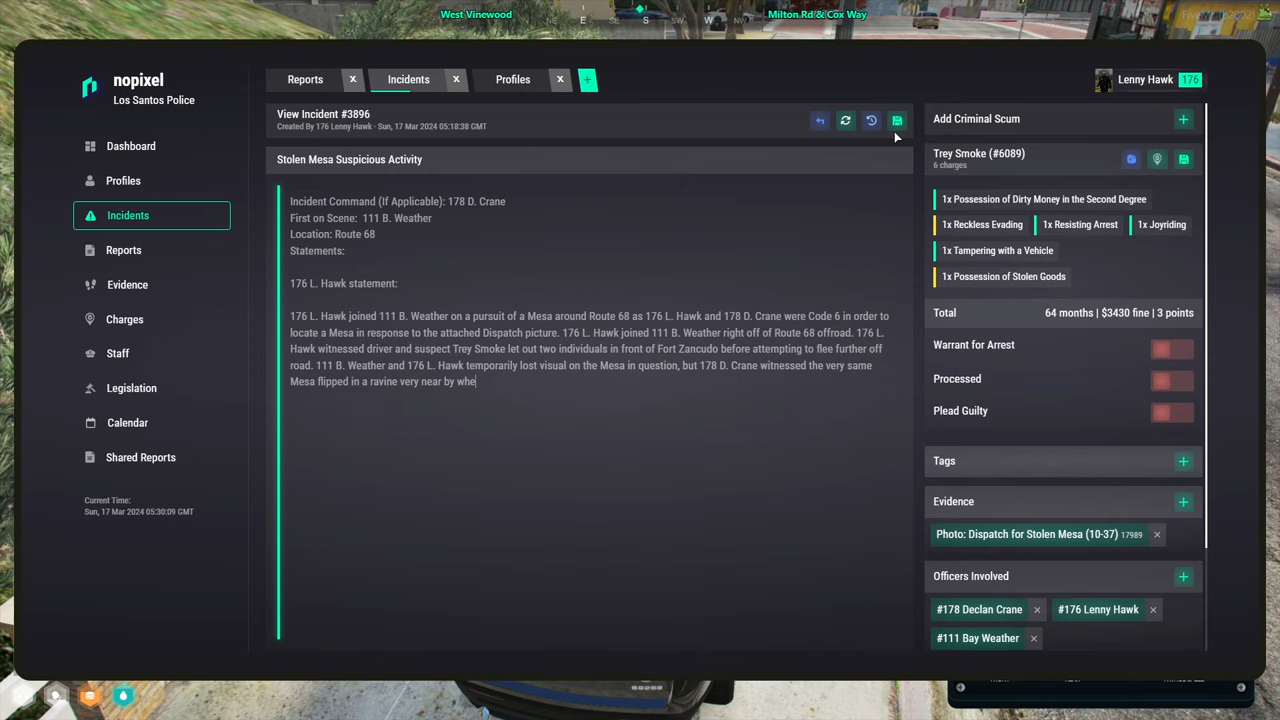 West Vinewood
NE E SE S SW W NW
Milton Rd & Cox Way
nopixel
Los Santos Police
Reports x
Incidents x
Profiles x
+
Lenny Hawk 176
Dashboard
Profiles
Incidents
Reports
Evidence
Charges
Staff
Legislation
Calendar
Shared Reports
Current Time:
Sun, 17 Mar 2024 05:30:09 GMT
View Incident #3896
Created By 176 Lenny Hawk · Sun, 17 Mar 2024 05:18:38 GMT
Stolen Mesa Suspicious Activity
Incident Command (If Applicable): 178 D. Crane
First on Scene: 111 B. Weather
Location: Route 68
Statements:
176 L. Hawk statement:
176 L. Hawk joined 111 B. Weather on a pursuit of a Mesa around Route 68 as 176 L. Hawk and 178 D. Crane were Code 6 in order to
locate a Mesa in response to the attached Dispatch picture. 176 L. Hawk joined 111 B. Weather right off of Route 68 offroad. 176 L.
Hawk witnessed driver and suspect Trey Smoke let out two individuals in front of Fort Zancudo before attempting to flee further off
road. 111 B. Weather and 176 L. Hawk temporarily lost visual on the Mesa in question, but 178 D. Crane witnessed the very same
Mesa flipped in a ravine very near by whe
Add Criminal Scum +
Trey Smoke (#6089)
6 charges
1x Possession of Dirty Money in the Second Degree
1x Reckless Evading
1x Resisting Arrest
1x Joyriding
1x Tampering with a Vehicle
1x Possession of Stolen Goods
Total 64 months | $3430 fine | 3 points
Warrant for Arrest
Processed
Plead Guilty
Tags +
Evidence +
Photo: Dispatch for Stolen Mesa (10-37) 17989 x
Officers Involved +
#178 Declan Crane x
#176 Lenny Hawk x
#111 Bay Weather x